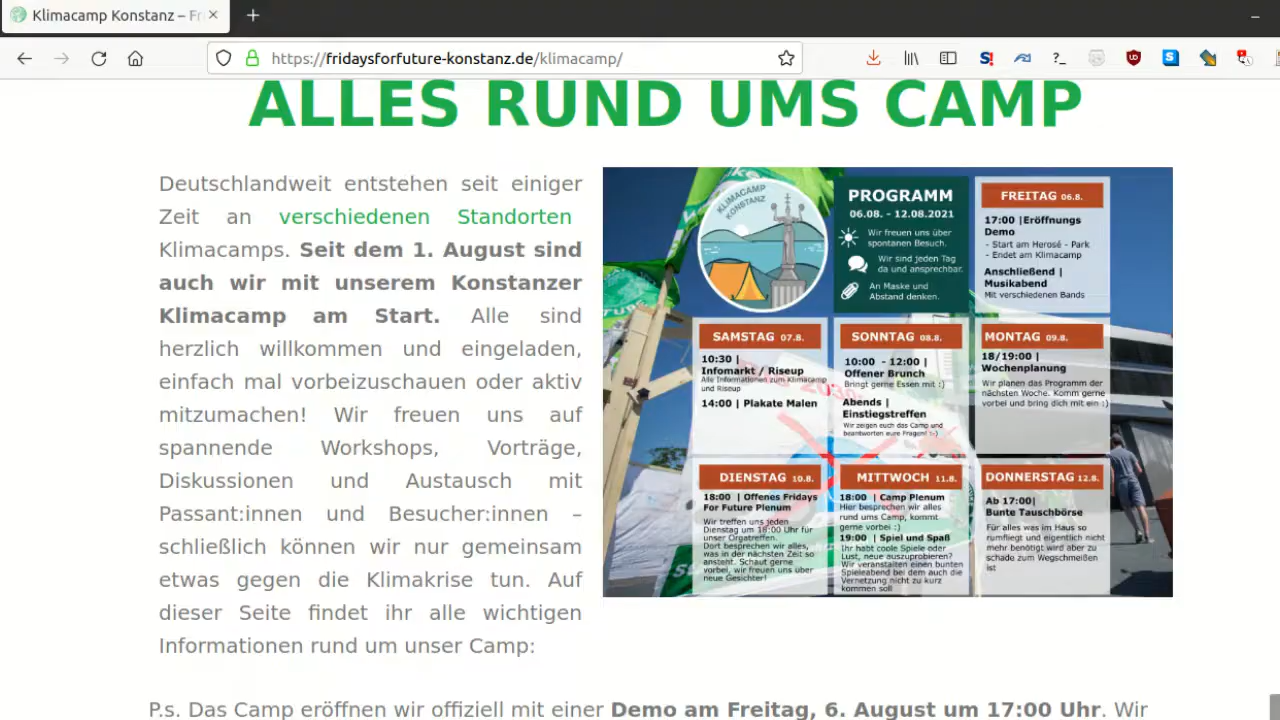 Klimacamp Konstanz – Fr
https://fridaysforfuture-konstanz.de/klimacamp/
ALLES RUND UMS CAMP
Deutschlandweit entstehen seit einiger
Zeit an verschiedenen Standorten
Klimacamps. Seit dem 1. August sind
auch wir mit unserem Konstanzer
Klimacamp am Start. Alle sind
herzlich willkommen und eingeladen,
einfach mal vorbeizuschauen oder aktiv
mitzumachen! Wir freuen uns auf
spannende Workshops, Vorträge,
Diskussionen und Austausch mit
Passant:innen und Besucher:innen –
schließlich können wir nur gemeinsam
etwas gegen die Klimakrise tun. Auf
dieser Seite findet ihr alle wichtigen
Informationen rund um unser Camp:
KLIMACAMP
KONSTANZ
PROGRAMM
06.08. - 12.08.2021
Wir freuen uns über
spontanen Besuch.
Wir sind jeden Tag
da und ansprechbar.
An Maske und
Abstand denken.
FREITAG 06.8.
17:00 |Eröffnungs
Demo
- Start am Herosé - Park
- Endet am Klimacamp
Anschließend |
Musikabend
Mit verschiedenen Bands
SAMSTAG 07.8.
10:30 |
Infomarkt / Riseup
Alle Informationen zum Klimacamp
und Riseup
14:00 | Plakate Malen
SONNTAG 08.8.
10:00 - 12:00 |
Offener Brunch
Bringt gerne Essen mit :)
Abends |
Einstiegstreffen
Wir zeigen euch das Camp und
beantworten eure Fragen! :-)
MONTAG 09.8.
18/19:00 |
Wochenplanung
Wir planen das Programm der
nächsten Woche. Komm gerne
vorbei und bring dich mit ein :)
DIENSTAG 10.8.
18:00 | Offenes Fridays
For Future Plenum
Wir treffen uns jeden
Dienstag um 18:00 Uhr für
unser Orgatreffen.
Dort besprechen wir alles,
was in der nächsten Zeit so
ansteht. Schaut gerne
vorbei, wir freuen uns über
neue Gesichter!
MITTWOCH 11.8.
18:00 | Camp Plenum
Hier besprechen wir alles
rund ums Camp, kommt
gerne vorbei :)
19:00 | Spiel und Spaß
Ihr habt coole Spiele oder
Lust, neue auszuprobieren?
Wir veranstalten einen bunten
Spieleabend bei dem auch die
Vernetzung nicht zu kurz
kommen soll
DONNERSTAG 12.8.
Ab 17:00|
Bunte Tauschbörse
Für alles was im Haus so
rumfliegt und eigentlich nicht
mehr benötigt wird aber zu
schade zum Wegschmeißen
ist
P.s. Das Camp eröffnen wir offiziell mit einer Demo am Freitag, 6. August um 17:00 Uhr. Wir